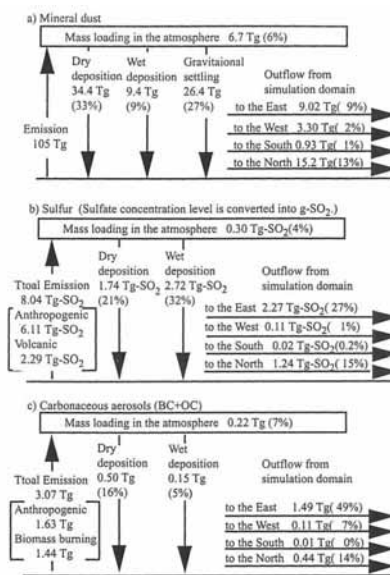 a) Mineral dust
Mass loading in the atmosphere 6.7 Tg (6%)
Dry deposition 34.4 Tg (33%)
Wet deposition 9.4 Tg (9%)
Gravitaional settling 26.4 Tg (27%)
Outflow from simulation domain
to the East 9.02 Tg( 9%)
to the West 3.30 Tg( 2%)
to the South 0.93 Tg( 1%)
to the North 15.2 Tg(13%)
Emission 105 Tg
b) Sulfur (Sulfate concentration level is converted into g-SO2.)
Mass loading in the atmosphere 0.30 Tg-SO2(4%)
Ttoal Emission 8.04 Tg-SO2
Anthropogenic 6.11 Tg-SO2
Volcanic 2.29 Tg-SO2
Dry deposition 1.74 Tg-SO2 (21%)
Wet deposition 2.72 Tg-SO2 (32%)
Outflow from simulation domain
to the East 2.27 Tg-SO2( 27%)
to the West 0.11 Tg-SO2( 1%)
to the South 0.02 Tg-SO2(0.2%)
to the North 1.24 Tg-SO2( 15%)
c) Carbonaceous aerosols (BC+OC)
Mass loading in the atmosphere 0.22 Tg (7%)
Ttoal Emission 3.07 Tg
Anthropogenic 1.63 Tg
Biomass burning 1.44 Tg
Dry deposition 0.50 Tg (16%)
Wet deposition 0.15 Tg (5%)
Outflow from simulation domain
to the East 1.49 Tg( 49%)
to the West 0.11 Tg( 7%)
to the South 0.01 Tg( 0%)
to the North 0.44 Tg( 14%)